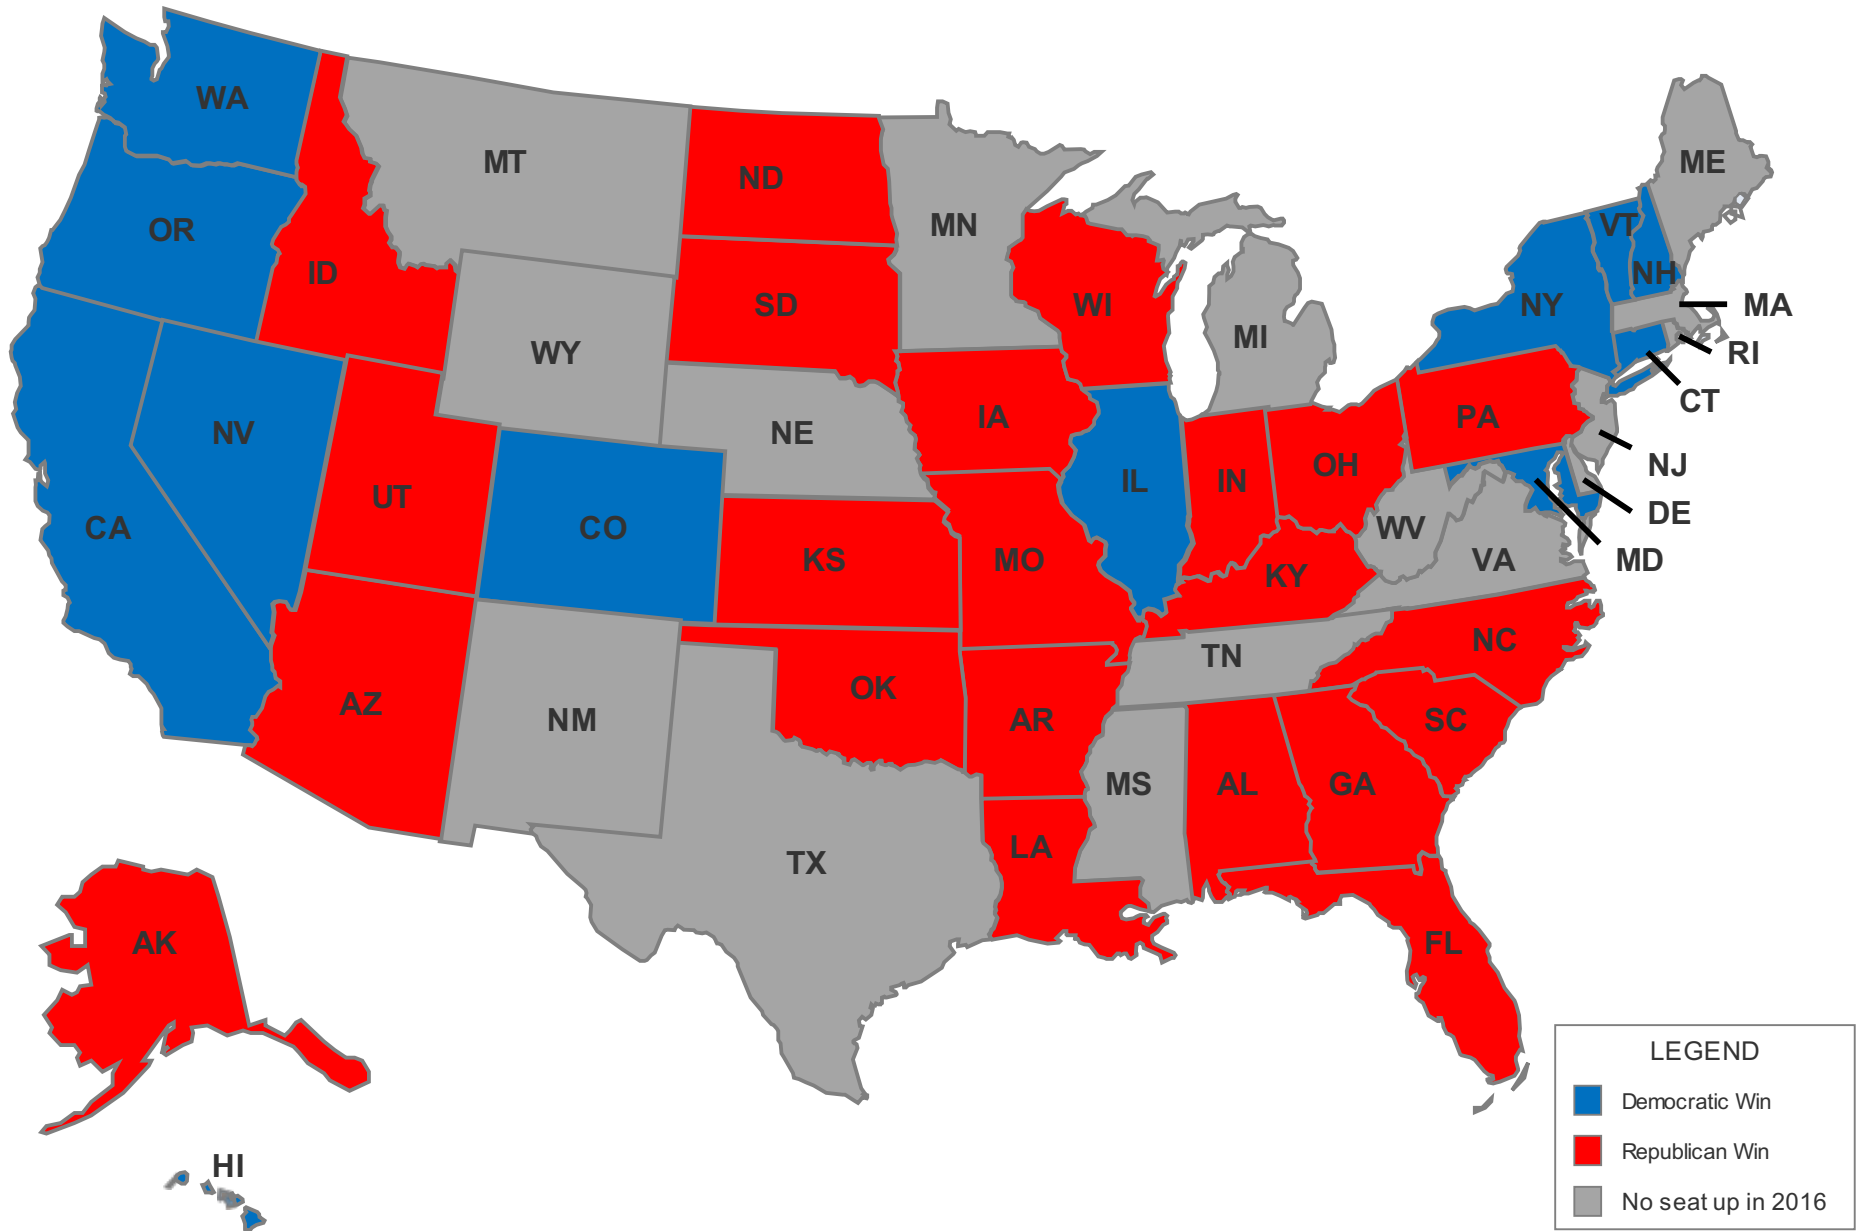 WA
MT
ND
MN
ME
OR
ID
SD
WI
VT
NH
NY
MA
MI
WY
RI
CT
NV
NE
IA
PA
NJ
CA
UT
CO
KS
MO
IL
IN
OH
WV
VA
DE
MD
KY
NC
TN
AZ
NM
OK
AR
SC
MS
AL
GA
TX
LA
FL
AK
HI
LEGEND
Democratic Win
Republican Win
No seat up in 2016